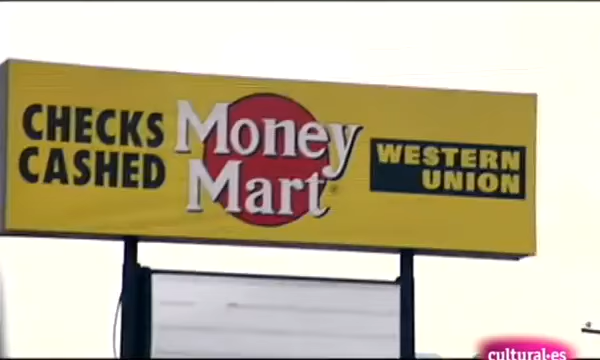 CHECKS
CASHED
Money
Mart
WESTERN
UNION
cultural·es